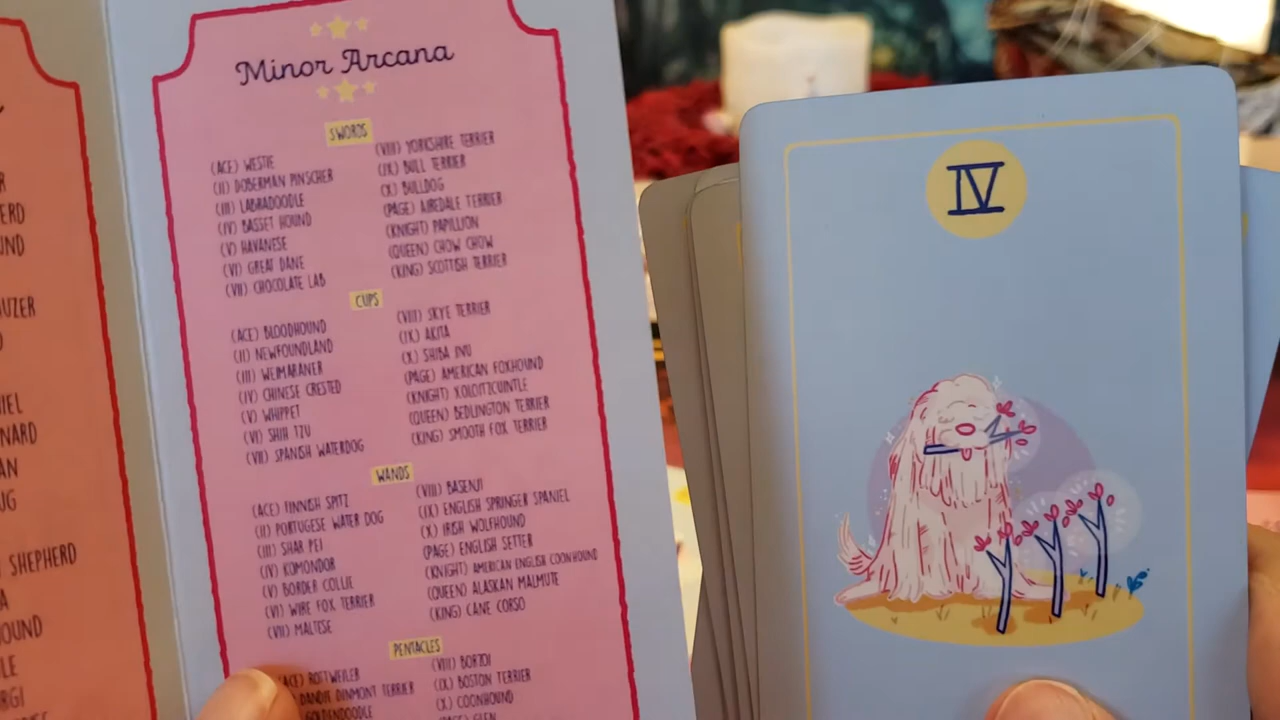 Minor Arcana
SWORDS
(ACE) WESTIE
(II) DOBERMAN PINSCHER
(III) LABRADOODLE
(IV) BASSET HOUND
(V) HAVANESE
(VI) GREAT DANE
(VII) CHOCOLATE LAB
(VIII) YORKSHIRE TERRIER
(IX) BULL TERRIER
(X) BULLDOG
(PAGE) AIREDALE TERRIER
(KNIGHT) PAPILLION
(QUEEN) CHOW CHOW
(KING) SCOTTISH TERRIER
CUPS
(ACE) BLOODHOUND
(II) NEWFOUNDLAND
(III) WEIMARANER
(IV) CHINESE CRESTED
(V) WHIPPET
(VI) SHIH TZU
(VII) SPANISH WATERDOG
(VIII) SKYE TERRIER
(IX) AKITA
(X) SHIBA INU
(PAGE) AMERICAN FOXHOUND
(KNIGHT) XOLOITZCUINTLE
(QUEEN) BEDLINGTON TERRIER
(KING) SMOOTH FOX TERRIER
WANDS
(ACE) FINNISH SPITZ
(II) PORTUGESE WATER DOG
(III) SHAR PEI
(IV) KOMONDOR
(V) BORDER COLLIE
(VI) WIRE FOX TERRIER
(VII) MALTESE
(VIII) BASENJI
(IX) ENGLISH SPRINGER SPANIEL
(X) IRISH WOLFHOUND
(PAGE) ENGLISH SETTER
(KNIGHT) AMERICAN ENGLISH COONHOUND
(QUEEN) ALASKAN MALMUTE
(KING) CANE CORSO
PENTACLES
(ACE) ROTTWEILER
DANDIE DINMONT TERRIER
GOLDENDOODLE
(VIII) BORZOI
(IX) BOSTON TERRIER
(X) COONHOUND
SHEPHERD
IV